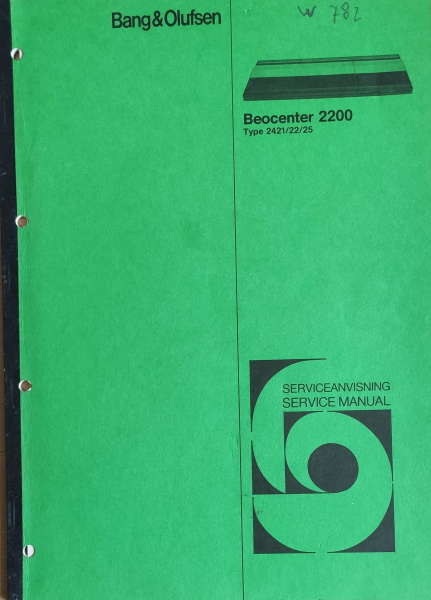 Bang&Olufsen
W 782
Beocenter 2200
Type 2421/22/25
SERVICEANVISNING
SERVICE MANUAL